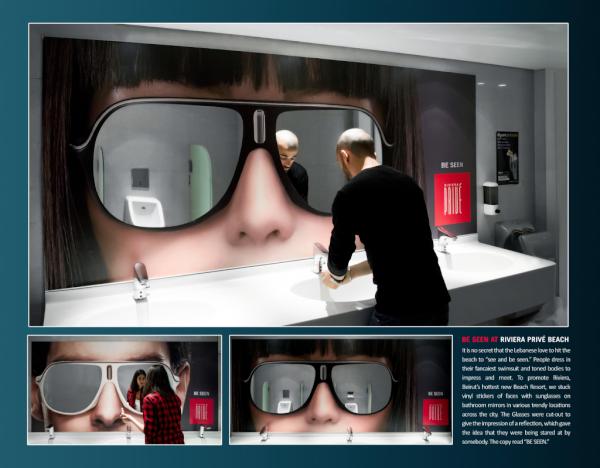 BE SEEN
RIVIERA
PRIVÉ
BE SEEN AT RIVIERA PRIVÉ BEACH
It is no secret that the Lebanese love to hit the
beach to "see and be seen." People dress in
their fanciest swimsuit and toned bodies to
impress and meet. To promote Riviera,
Beirut's hottest new Beach Resort, we stuck
vinyl stickers of faces with sunglasses on
bathroom mirrors in various trendy locations
across the city. The Glasses were cut-out to
give the impression of a reflection, which gave
the idea that they were being stared at by
somebody. The copy read "BE SEEN."